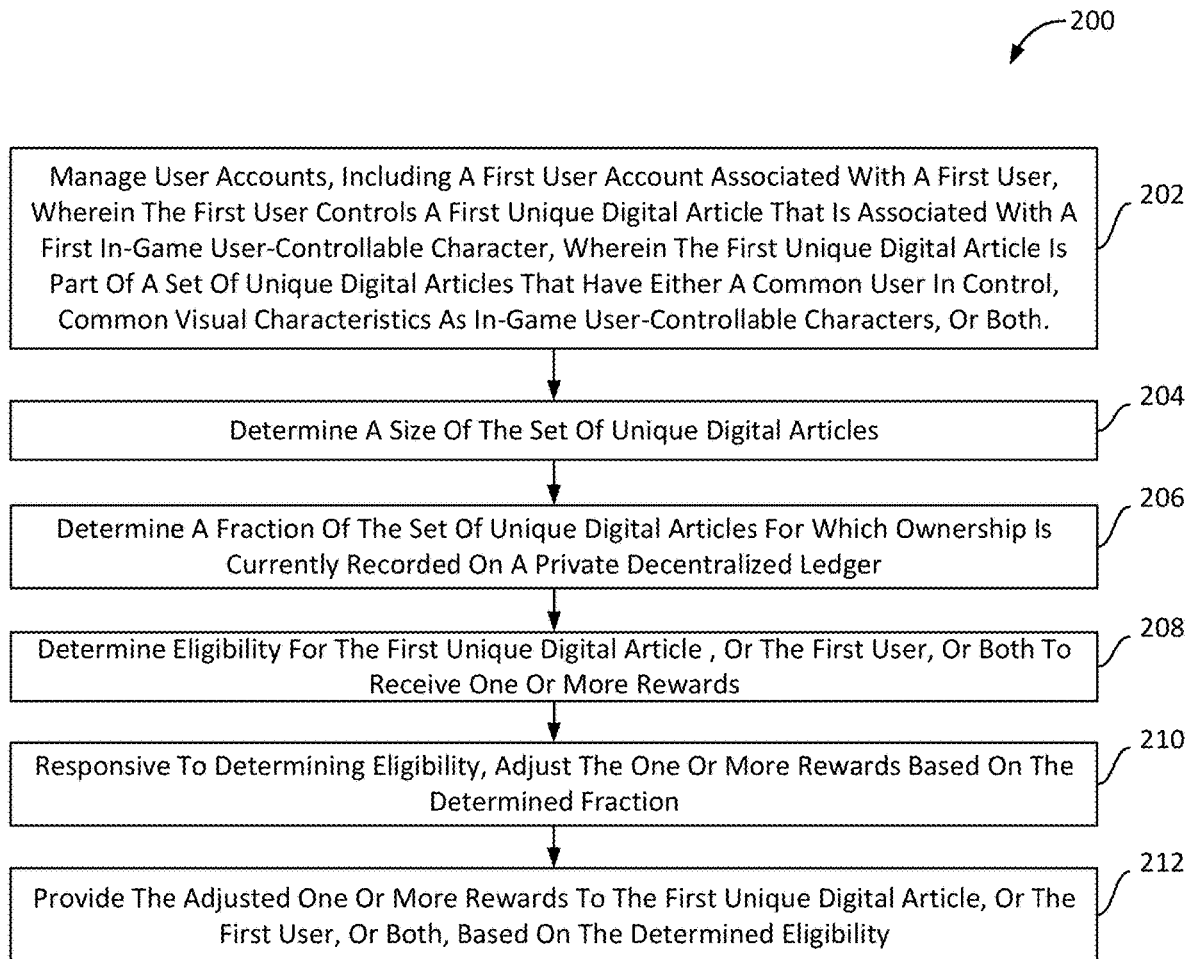 200
Manage User Accounts, Including A First User Account Associated With A First User,
Wherein The First User Controls A First Unique Digital Article That Is Associated With A
First In-Game User-Controllable Character, Wherein The First Unique Digital Article Is
Part Of A Set Of Unique Digital Articles That Have Either A Common User In Control,
Common Visual Characteristics As In-Game User-Controllable Characters, Or Both.
202
Determine A Size Of The Set Of Unique Digital Articles
204
Determine A Fraction Of The Set Of Unique Digital Articles For Which Ownership Is
Currently Recorded On A Private Decentralized Ledger
206
Determine Eligibility For The First Unique Digital Article , Or The First User, Or Both To
Receive One Or More Rewards
208
Responsive To Determining Eligibility, Adjust The One Or More Rewards Based On The
Determined Fraction
210
Provide The Adjusted One Or More Rewards To The First Unique Digital Article, Or The
First User, Or Both, Based On The Determined Eligibility
212